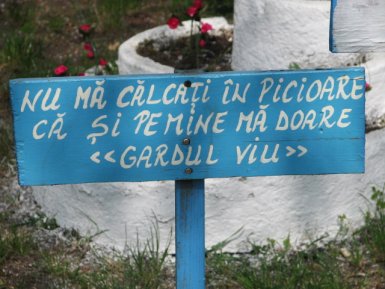 NU MĂ CĂLCAȚI ÎN PICIOARE
CĂ ȘI PE MINE MĂ DOARE
«GARDUL VIU»